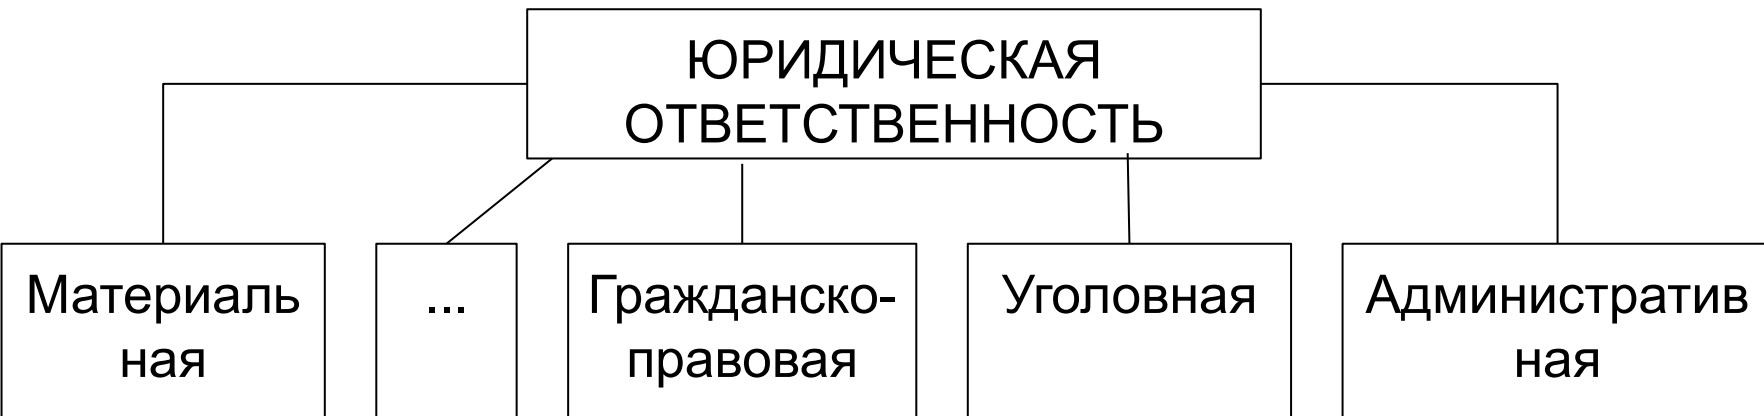 ЮРИДИЧЕСКАЯ
ОТВЕТСТВЕННОСТЬ
Материаль
ная
...
Гражданско-
правовая
Уголовная
Административ
ная